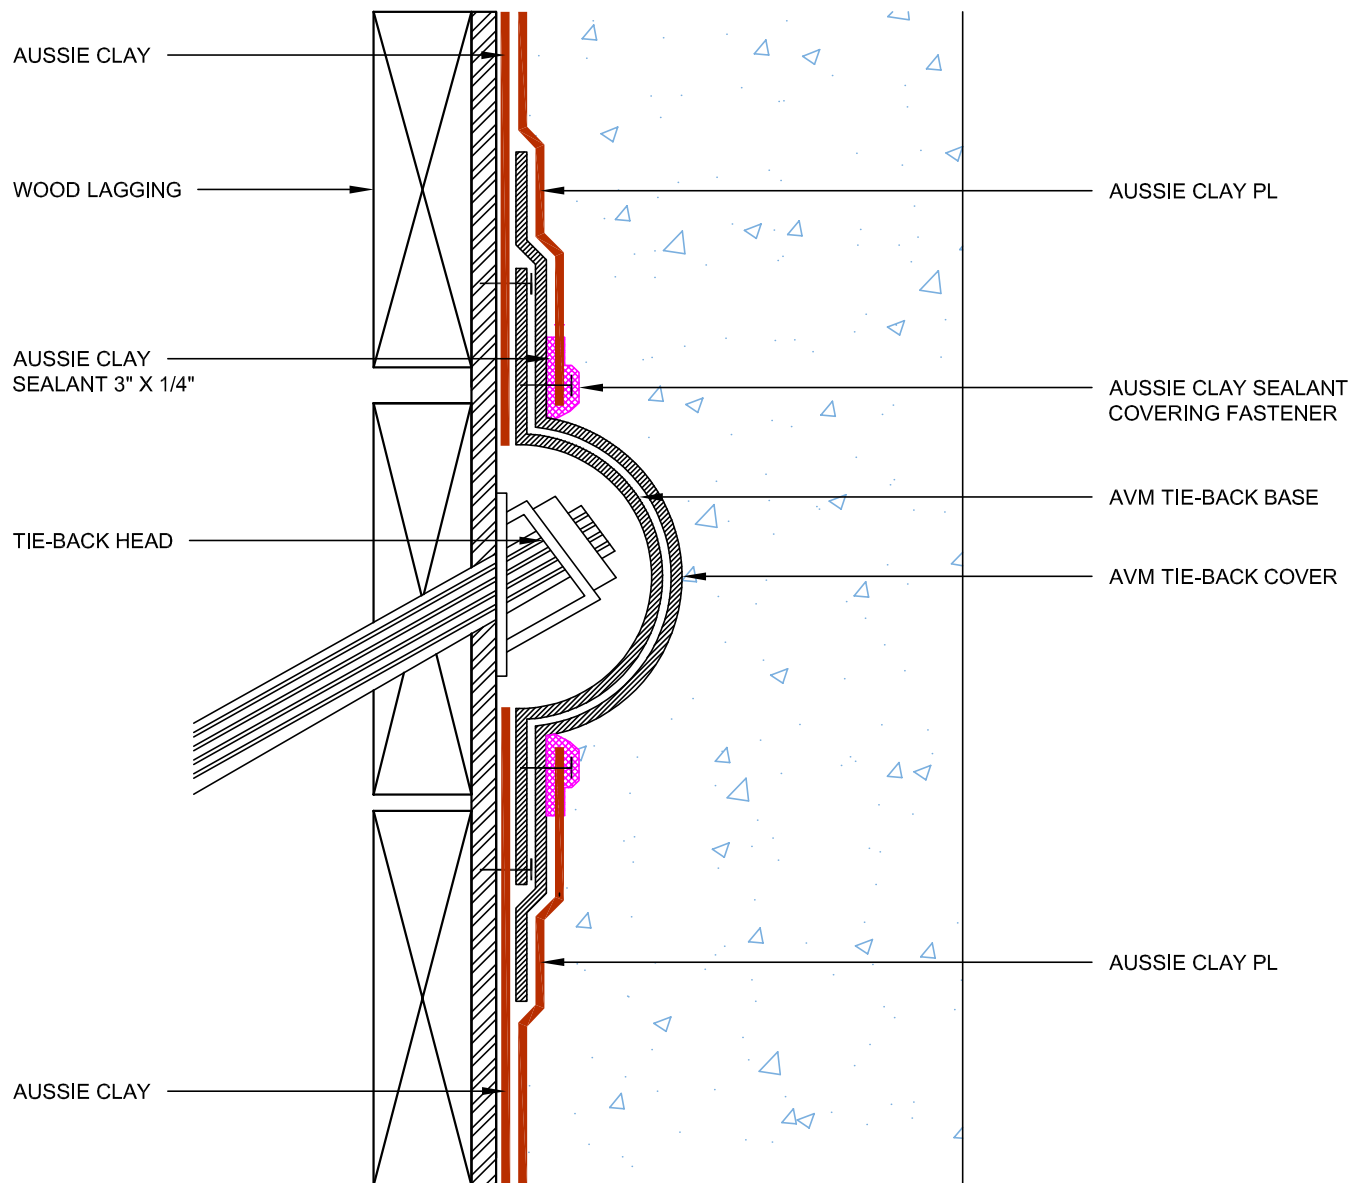 AUSSIE CLAY
WOOD LAGGING
AUSSIE CLAY
SEALANT 3" X 1/4"
TIE-BACK HEAD
AUSSIE CLAY
AUSSIE CLAY PL
AUSSIE CLAY SEALANT
COVERING FASTENER
AVM TIE-BACK BASE
AVM TIE-BACK COVER
AUSSIE CLAY PL